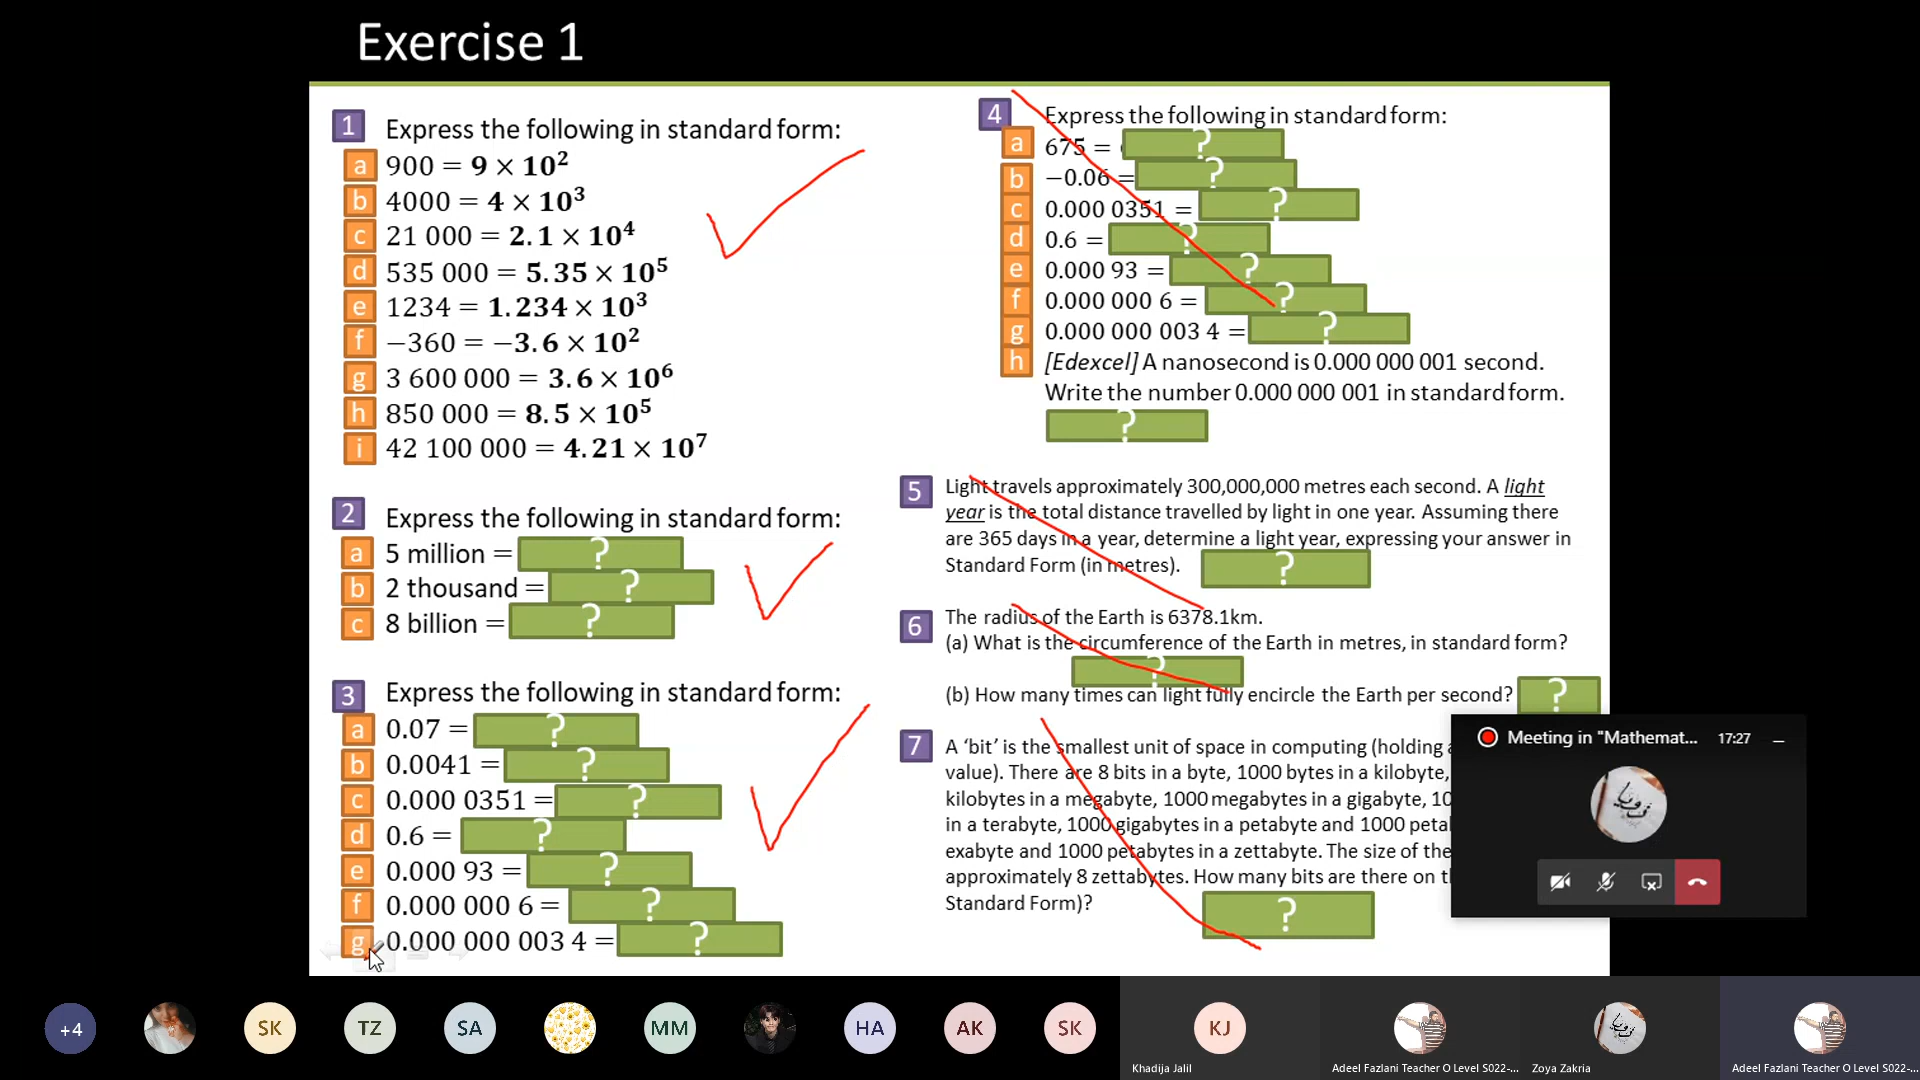 Exercise 1
1 Express the following in standard form:
a 900 = 9 × 10²
b 4000 = 4 × 10³
c 21 000 = 2.1 × 10⁴
d 535 000 = 5.35 × 10⁵
e 1234 = 1.234 × 10³
f −360 = −3.6 × 10²
g 3 600 000 = 3.6 × 10⁶
h 850 000 = 8.5 × 10⁵
i 42 100 000 = 4.21 × 10⁷
2 Express the following in standard form:
a 5 million = ?
b 2 thousand = ?
c 8 billion = ?
3 Express the following in standard form:
a 0.07 = ?
b 0.0041 = ?
c 0.000 0351 = ?
d 0.6 = ?
e 0.000 93 = ?
f 0.000 000 6 = ?
g 0.000 000 003 4 = ?
4 Express the following in standard form:
a 675 = ?
b −0.06 = ?
c 0.000 0351 = ?
d 0.6 = ?
e 0.000 93 = ?
f 0.000 000 6 = ?
g 0.000 000 003 4 = ?
h [Edexcel] A nanosecond is 0.000 000 001 second.
Write the number 0.000 000 001 in standard form.
?
5 Light travels approximately 300,000,000 metres each second. A light
year is the total distance travelled by light in one year. Assuming there
are 365 days in a year, determine a light year, expressing your answer in
Standard Form (in metres). ?
6 The radius of the Earth is 6378.1km.
(a) What is the circumference of the Earth in metres, in standard form?
?
(b) How many times can light fully encircle the Earth per second? ?
7 A ‘bit’ is the smallest unit of space in computing (holding
value). There are 8 bits in a byte, 1000 bytes in a kilobyte,
kilobytes in a megabyte, 1000 megabytes in a gigabyte, 10
in a terabyte, 1000 gigabytes in a petabyte and 1000
exabyte and 1000 petabytes in a zettabyte. The size of the
approximately 8 zettabytes. How many bits are there on
Standard Form)? ?
Meeting in "Mathemat... 17:27
+4 SK TZ SA MM HA AK SK KJ
Khadija Jalil
Adeel Fazlani Teacher O Level S022-...
Zoya Zakria
Adeel Fazlani Teacher O Level S022-...